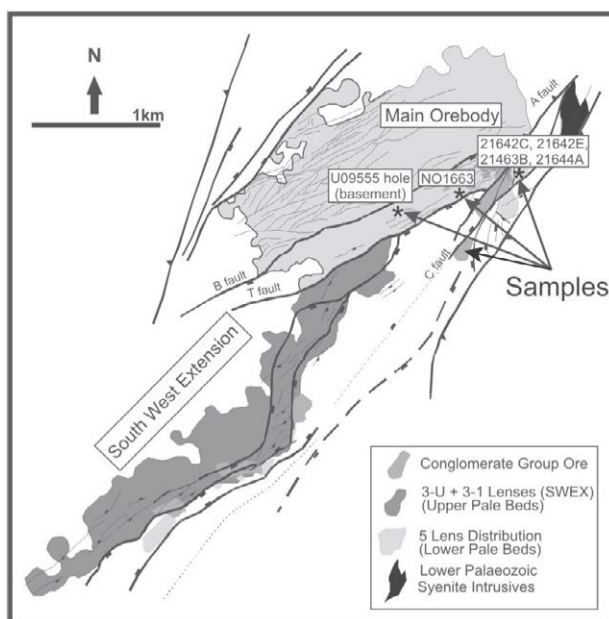 N
1km
Main Orebody
A fault
21642C, 21642E,
21463B, 21644A
U09555 hole
(basement)
NO1663
C fault
Samples
B fault
T fault
South West Extension
Conglomerate Group Ore
3-U + 3-1 Lenses (SWEX)
(Upper Pale Beds)
5 Lens Distribution
(Lower Pale Beds)
Lower Palaeozoic
Syenite Intrusives